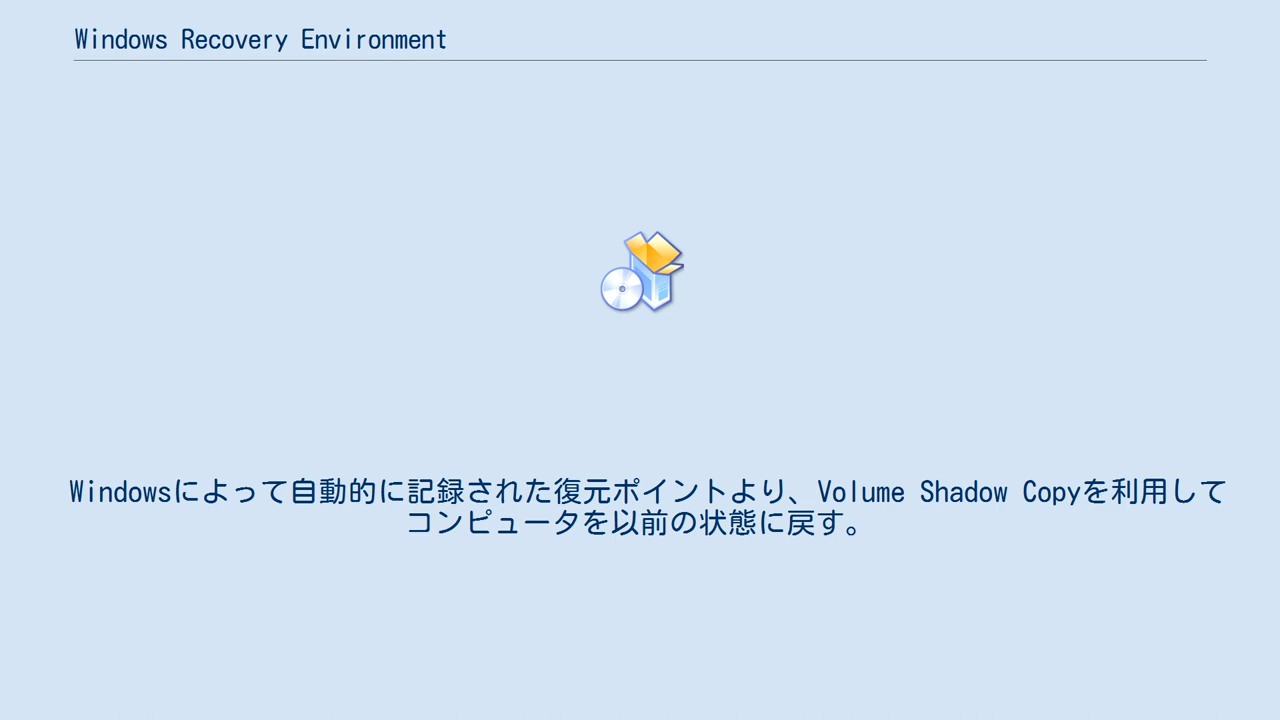 Windows Recovery Environment
Windowsによって自動的に記録された復元ポイントより、Volume Shadow Copyを利用して
コンピュータを以前の状態に戻す。